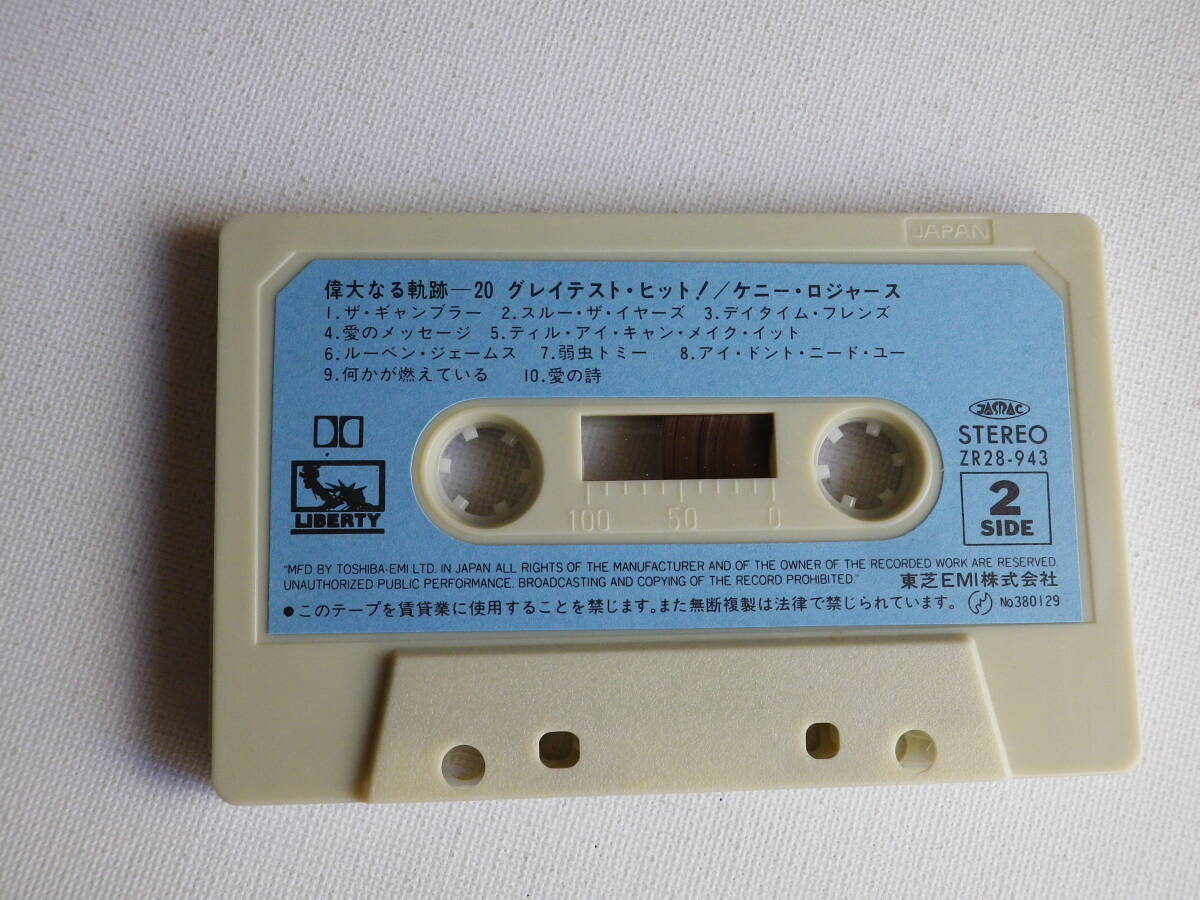 JAPAN
偉大なる軌跡—20 グレイテスト・ヒット!/ケニー・ロジャース
1.ザ・ギャンブラー 2.スルー・ザ・イヤーズ 3.デイタイム・フレンズ
4.愛のメッセージ 5.ティル・アイ・キャン・メイク・イット
6.ルーベン・ジェームス 7.弱虫トミー 8.アイ・ドント・ニード・ユー
9.何かが燃えている 10.愛の詩
JASRAC
STEREO
ZR28-943
LIBERTY
100 50 0
2
SIDE
"MFD BY TOSHIBA-EMI LTD. IN JAPAN ALL RIGHTS OF THE MANUFACTURER AND OF THE OWNER OF THE RECORDED WORK ARE RESERVED.
UNAUTHORIZED PUBLIC PERFORMANCE. BROADCASTING AND COPYING OF THE RECORD PROHIBITED." 東芝EMI株式会社
●このテープを賃貸業に使用することを禁じます。また無断複製は法律で禁じられています。 No.380129